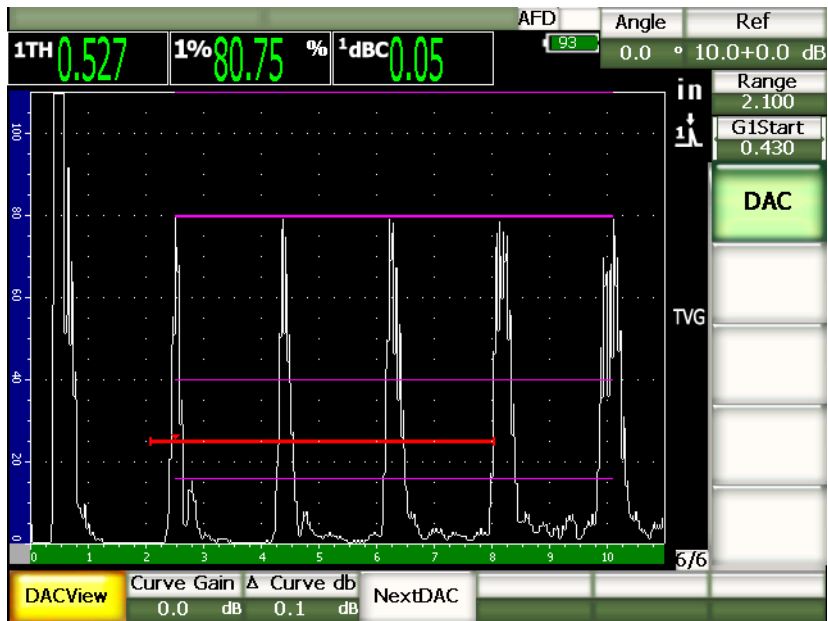 AFD Angle Ref
1TH 0.527 1% 80.75 % 1dBC 0.05 93 0.0 ° 10.0+0.0 dB
in Range
2.100
1 G1Start
0.430
DAC
TVG
100
80
60
40
20
0
0 1 2 3 4 5 6 7 8 9 10 6/6
DACView Curve Gain Δ Curve db NextDAC
0.0 dB 0.1 dB